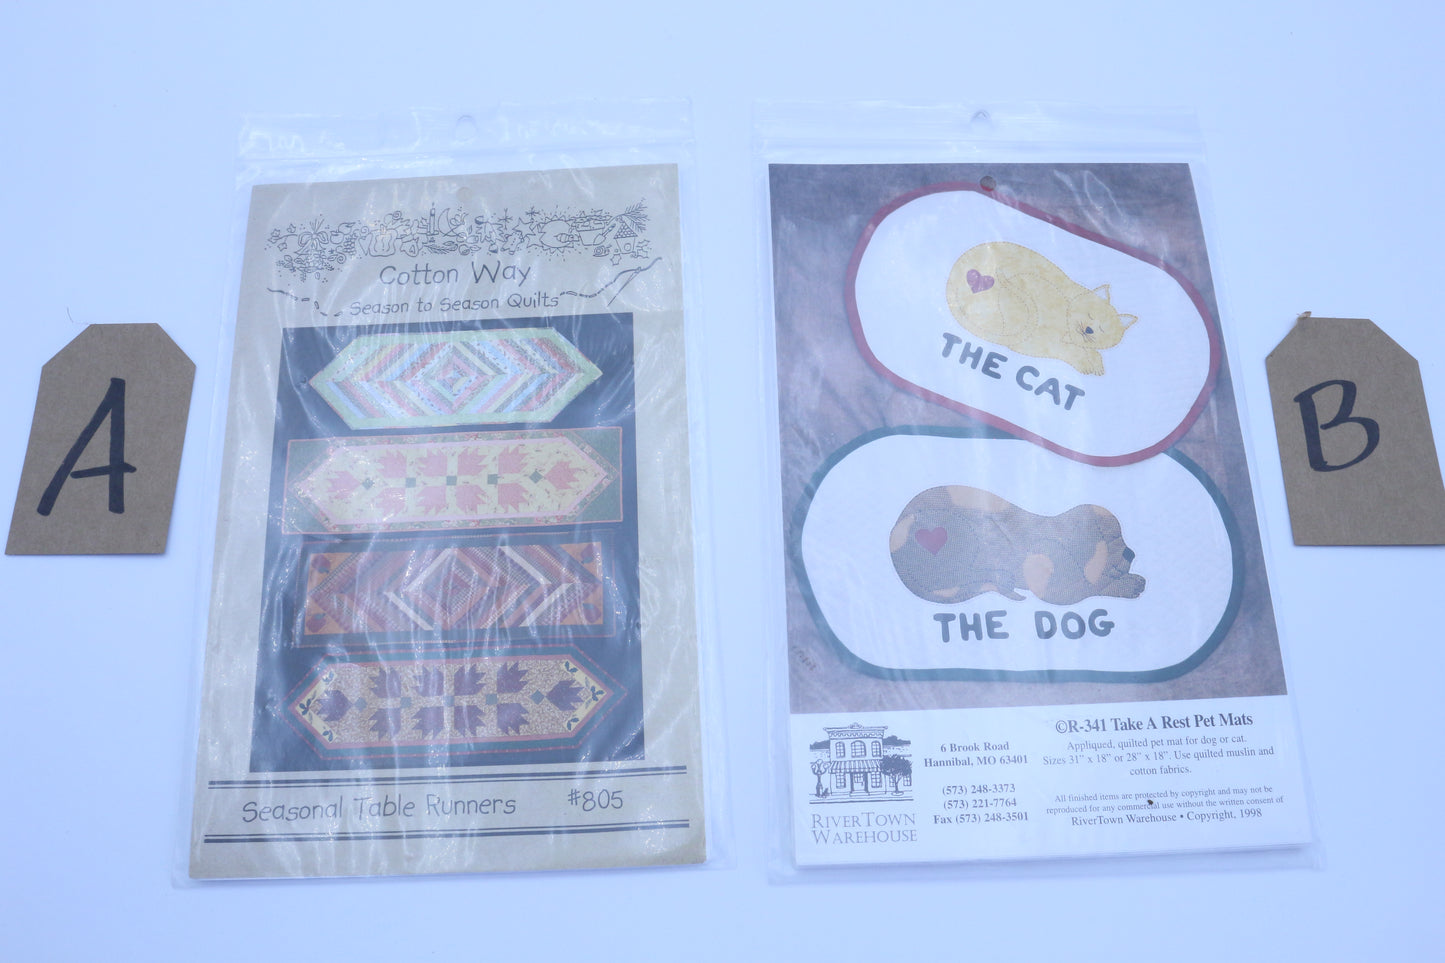 A
Cotton Way
Season to Season Quilts
Seasonal Table Runners #805
THE CAT
THE DOG
©R-341 Take A Rest Pet Mats
Appliqued, quilted pet mat for dog or cat.
Sizes 31" x 18" or 28" x 18". Use quilted muslin and
cotton fabrics.
All finished items are protected by copyright and may not be
reproduced for any commercial use without the written consent of
RiverTown Warehouse • Copyright, 1998
6 Brook Road
Hannibal, MO 63401
(573) 248-3373
(573) 221-7764
Fax (573) 248-3501
RIVERTOWN
WAREHOUSE
B